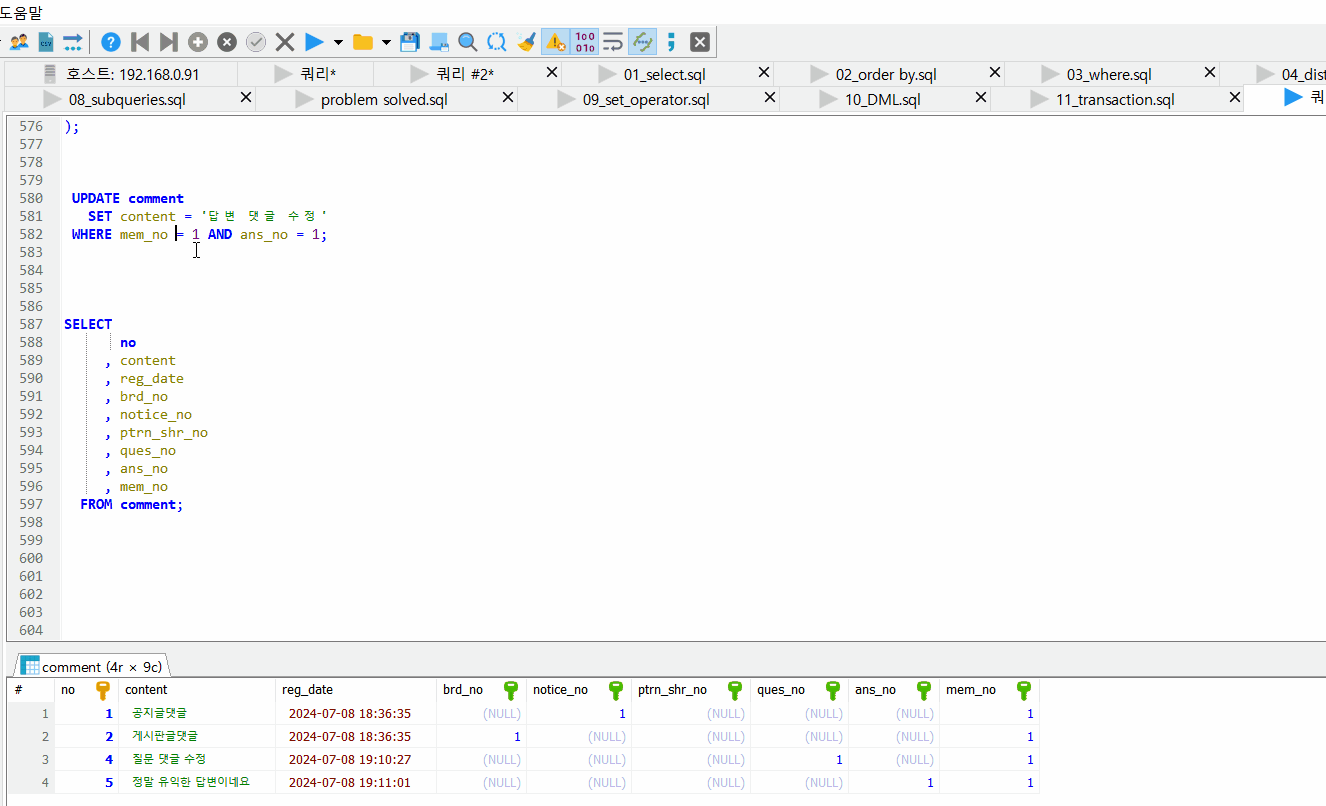 도움말
호스트: 192.168.0.91 쿼리* 쿼리 #2* 01_select.sql 02_order by.sql 03_where.sql 04_dist
08_subqueries.sql problem solved.sql 09_set_operator.sql 10_DML.sql 11_transaction.sql 쿼
576 );
577
578
579
580 UPDATE comment
581 SET content = '답변 댓글 수정'
582 WHERE mem_no = 1 AND ans_no = 1;
583
584
585
586
587 SELECT
588 no
589 , content
590 , reg_date
591 , brd_no
592 , notice_no
593 , ptrn_shr_no
594 , ques_no
595 , ans_no
596 , mem_no
597 FROM comment;
598
599
600
601
602
603
604
comment (4r × 9c)
# no content reg_date brd_no notice_no ptrn_shr_no ques_no ans_no mem_no
1 1 공지글댓글 2024-07-08 18:36:35 (NULL) 1 (NULL) (NULL) (NULL) 1
2 2 게시판글댓글 2024-07-08 18:36:35 1 (NULL) (NULL) (NULL) (NULL) 1
3 4 질문 댓글 수정 2024-07-08 19:10:27 (NULL) (NULL) (NULL) 1 (NULL) 1
4 5 정말 유익한 답변이네요 2024-07-08 19:11:01 (NULL) (NULL) (NULL) (NULL) 1 1